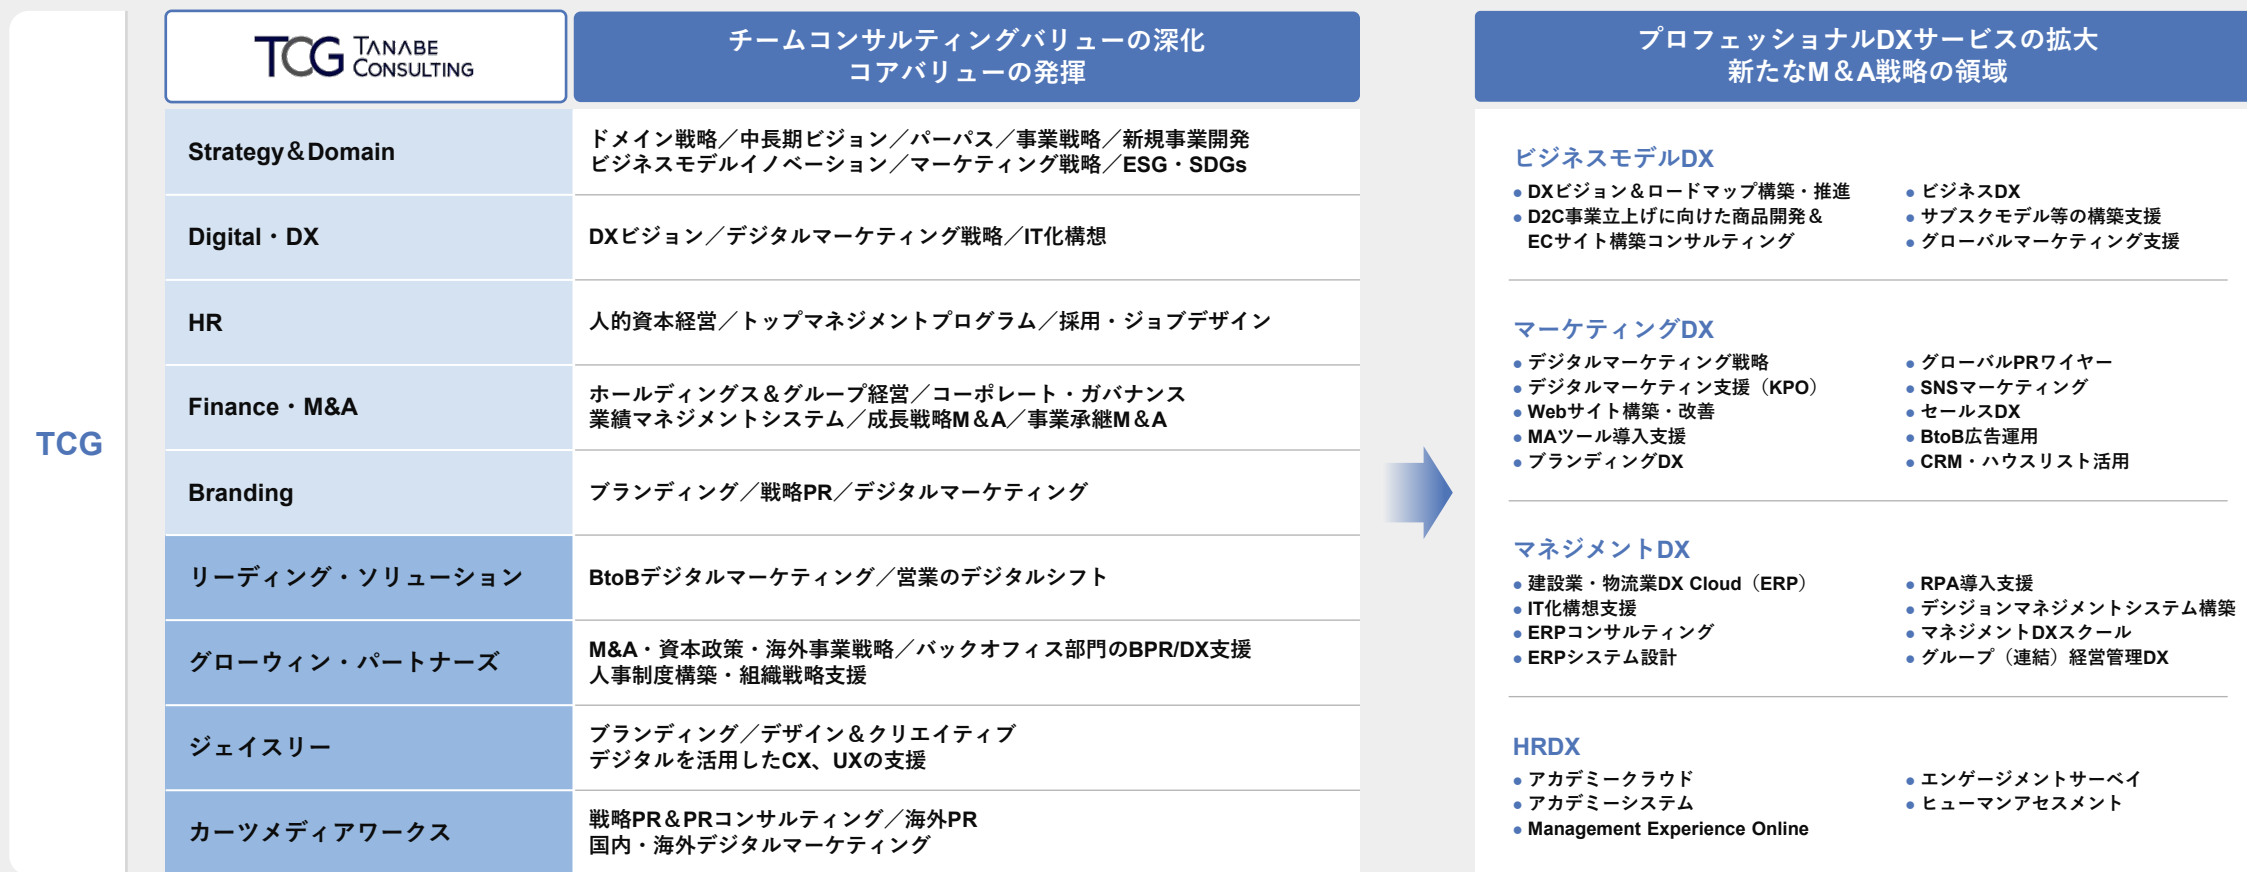 TCG
TCG TANABE CONSULTING
チームコンサルティングバリューの深化
コアバリューの発揮
Strategy＆Domain
ドメイン戦略／中長期ビジョン／パーパス／事業戦略／新規事業開発
ビジネスモデルイノベーション／マーケティング戦略／ESG・SDGs
Digital・DX
DXビジョン／デジタルマーケティング戦略／IT化構想
HR
人的資本経営／トップマネジメントプログラム／採用・ジョブデザイン
Finance・M&A
ホールディングス＆グループ経営／コーポレート・ガバナンス
業績マネジメントシステム／成長戦略M＆A／事業承継M＆A
Branding
ブランディング／戦略PR／デジタルマーケティング
リーディング・ソリューション
BtoBデジタルマーケティング／営業のデジタルシフト
グローウィン・パートナーズ
M&A・資本政策・海外事業戦略／バックオフィス部門のBPR/DX支援
人事制度構築・組織戦略支援
ジェイスリー
ブランディング／デザイン＆クリエイティブ
デジタルを活用したCX、UXの支援
カーツメディアワークス
戦略PR＆PRコンサルティング／海外PR
国内・海外デジタルマーケティング
プロフェッショナルDXサービスの拡大
新たなM＆A戦略の領域
ビジネスモデルDX
● DXビジョン＆ロードマップ構築・推進
● D2C事業立上げに向けた商品開発＆
ECサイト構築コンサルティング
● ビジネスDX
● サブスクモデル等の構築支援
● グローバルマーケティング支援
マーケティングDX
● デジタルマーケティング戦略
● デジタルマーケティン支援（KPO）
● Webサイト構築・改善
● MAツール導入支援
● ブランディングDX
● グローバルPRワイヤー
● SNSマーケティング
● セールスDX
● BtoB広告運用
● CRM・ハウスリスト活用
マネジメントDX
● 建設業・物流業DX Cloud（ERP）
● IT化構想支援
● ERPコンサルティング
● ERPシステム設計
● RPA導入支援
● デシジョンマネジメントシステム構築
● マネジメントDXスクール
● グループ（連結）経営管理DX
HRDX
● アカデミークラウド
● アカデミーシステム
● Management Experience Online
● エンゲージメントサーベイ
● ヒューマンアセスメント